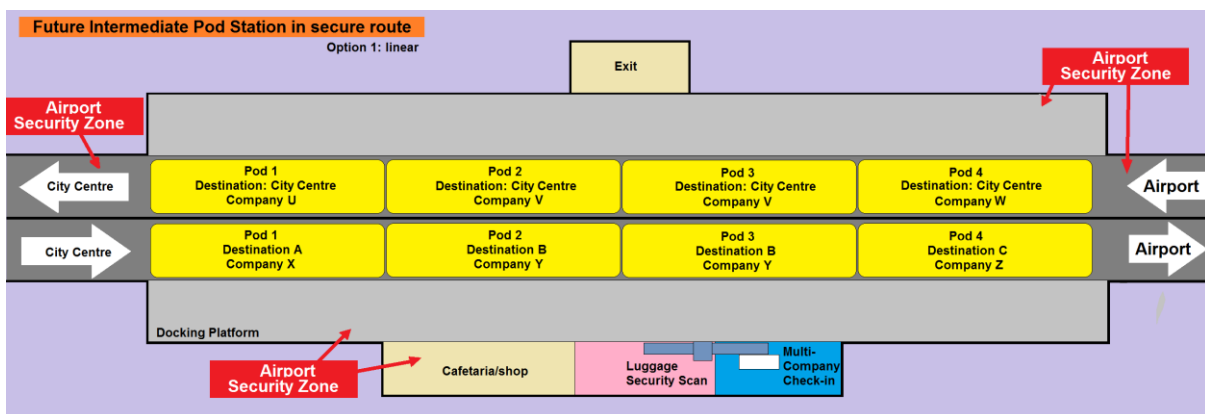 Future Intermediate Pod Station in secure route
Option 1: linear
Exit
Airport
Security Zone
Airport
Security Zone
City Centre
Pod 1
Destination: City Centre
Company U
Pod 2
Destination: City Centre
Company V
Pod 3
Destination: City Centre
Company V
Pod 4
Destination: City Centre
Company W
Airport
City Centre
Pod 1
Destination A
Company X
Pod 2
Destination B
Company Y
Pod 3
Destination B
Company Y
Pod 4
Destination C
Company Z
Airport
Docking Platform
Airport
Security Zone
Cafetaria/shop
Luggage
Security Scan
Multi-
Company
Check-in